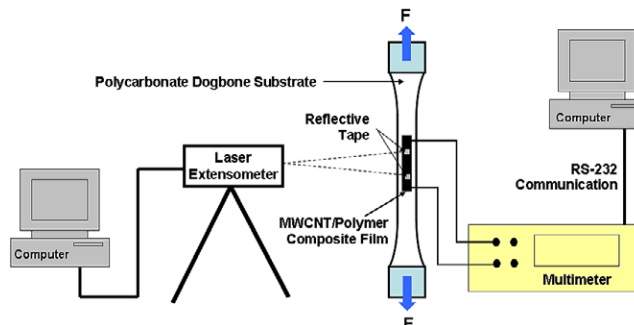 F
Polycarbonate Dogbone Substrate
Reflective
Tape
Computer
Laser
Extensometer
RS-232
Communication
MWCNT/Polymer
Composite Film
Computer
Multimeter
F